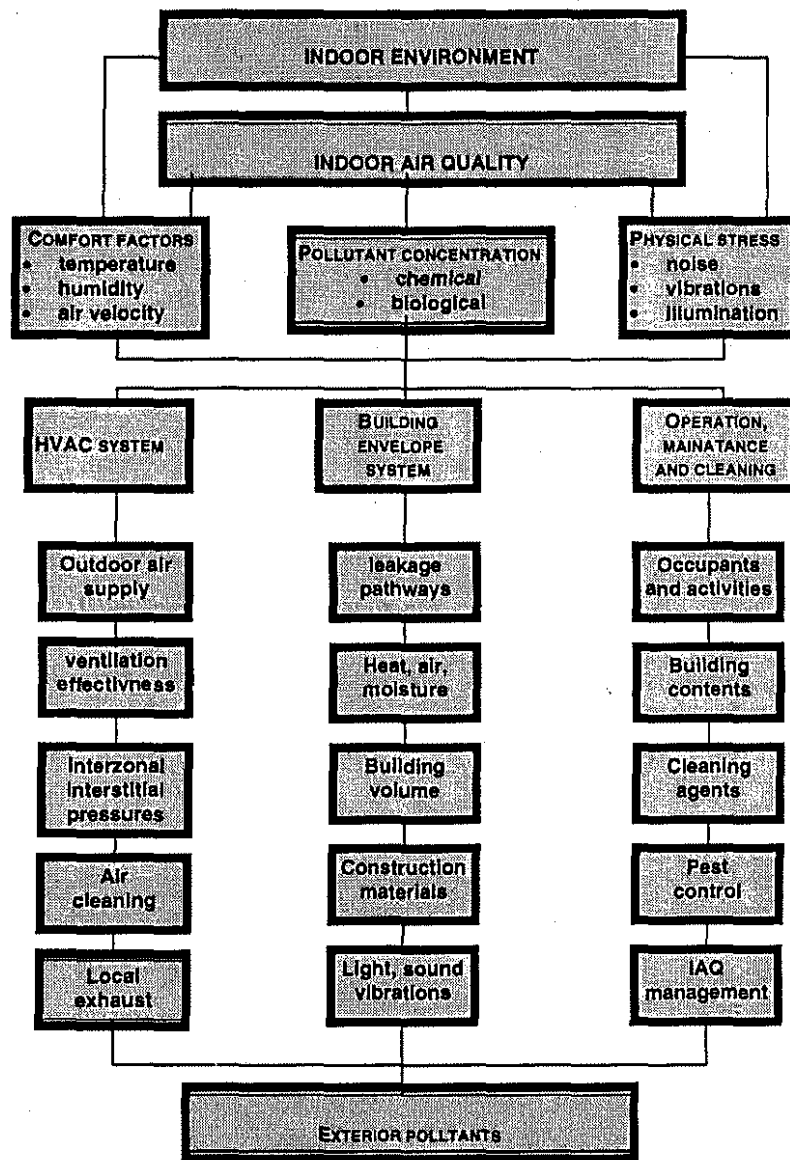 INDOOR ENVIRONMENT
INDOOR AIR QUALITY
COMFORT FACTORS
• temperature
• humidity
• air velocity
POLLUTANT CONCENTRATION
• chemical
• biological
PHYSICAL STRESS
• noise
• vibrations
• illumination
HVAC SYSTEM
BUILDING
ENVELOPE
SYSTEM
OPERATION,
MAINATANCE
AND CLEANING
Outdoor air
supply
ventilation
effectivness
Interzonal
interstitial
pressures
Air
cleaning
Local
exhaust
leakage
pathways
Heat, air,
moisture
Building
volume
Construction
materials
Light, sound
vibrations
Occupants
and activities
Building
contents
Cleaning
agents
Pest
control
IAQ
management
EXTERIOR POLLTANTS